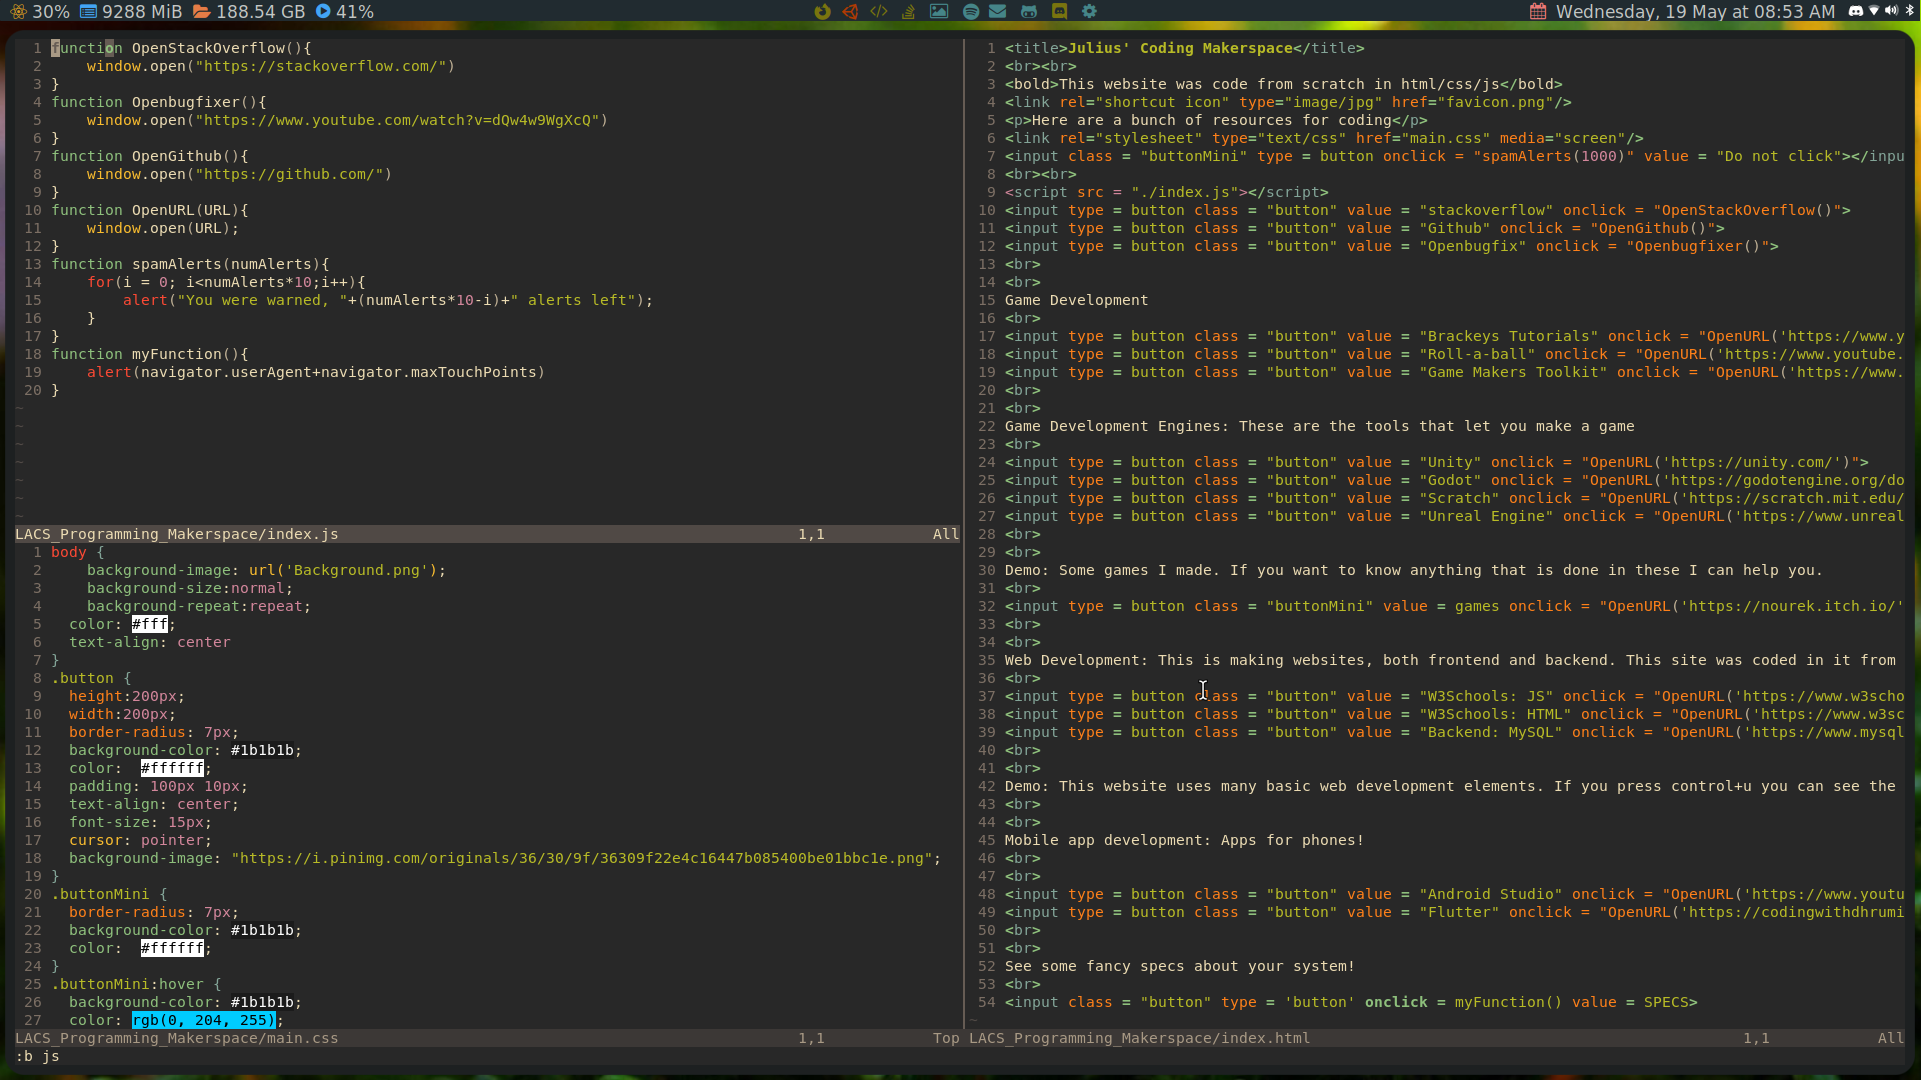 30% 9288 MiB 188.54 GB 41% Wednesday, 19 May at 08:53 AM
1 function OpenStackOverflow(){
2 window.open("https://stackoverflow.com/")
3 }
4 function Openbugfixer(){
5 window.open("https://www.youtube.com/watch?v=dQw4w9WgXcQ")
6 }
7 function OpenGithub(){
8 window.open("https://github.com/")
9 }
10 function OpenURL(URL){
11 window.open(URL);
12 }
13 function spamAlerts(numAlerts){
14 for(i = 0; i<numAlerts*10;i++){
15 alert("You were warned, "+(numAlerts*10-i)+" alerts left");
16 }
17 }
18 function myFunction(){
19 alert(navigator.userAgent+navigator.maxTouchPoints)
20 }
~
~
~
~
~
~
~
LACS_Programming_Makerspace/index.js 1,1 All
1 body {
2 background-image: url('Background.png');
3 background-size:normal;
4 background-repeat:repeat;
5 color: #fff;
6 text-align: center
7 }
8 .button {
9 height:200px;
10 width:200px;
11 border-radius: 7px;
12 background-color: #1b1b1b;
13 color:  #ffffff;
14 padding: 100px 10px;
15 text-align: center;
16 font-size: 15px;
17 cursor: pointer;
18 background-image: "https://i.pinimg.com/originals/36/30/9f/36309f22e4c16447b085400be01bbc1e.png";
19 }
20 .buttonMini {
21 border-radius: 7px;
22 background-color: #1b1b1b;
23 color:  #ffffff;
24 }
25 .buttonMini:hover {
26 background-color: #1b1b1b;
27 color: rgb(0, 204, 255);
LACS_Programming_Makerspace/main.css 1,1 Top
:b js
1 <title>Julius' Coding Makerspace</title>
2 <br><br>
3 <bold>This website was code from scratch in html/css/js</bold>
4 <link rel="shortcut icon" type="image/jpg" href="favicon.png"/>
5 <p>Here are a bunch of resources for coding</p>
6 <link rel="stylesheet" type="text/css" href="main.css" media="screen"/>
7 <input class = "buttonMini" type = button onclick = "spamAlerts(1000)" value = "Do not click"></inpu
8 <br><br>
9 <script src = "./index.js"></script>
10 <input type = button class = "button" value = "stackoverflow" onclick = "OpenStackOverflow()">
11 <input type = button class = "button" value = "Github" onclick = "OpenGithub()">
12 <input type = button class = "button" value = "Openbugfix" onclick = "Openbugfixer()">
13 <br>
14 <br>
15 Game Development
16 <br>
17 <input type = button class = "button" value = "Brackeys Tutorials" onclick = "OpenURL('https://www.y
18 <input type = button class = "button" value = "Roll-a-ball" onclick = "OpenURL('https://www.youtube.
19 <input type = button class = "button" value = "Game Makers Toolkit" onclick = "OpenURL('https://www.
20 <br>
21 <br>
22 Game Development Engines: These are the tools that let you make a game
23 <br>
24 <input type = button class = "button" value = "Unity" onclick = "OpenURL('https://unity.com/')">
25 <input type = button class = "button" value = "Godot" onclick = "OpenURL('https://godotengine.org/do
26 <input type = button class = "button" value = "Scratch" onclick = "OpenURL('https://scratch.mit.edu/
27 <input type = button class = "button" value = "Unreal Engine" onclick = "OpenURL('https://www.unreal
28 <br>
29 <br>
30 Demo: Some games I made. If you want to know anything that is done in these I can help you.
31 <br>
32 <input type = button class = "buttonMini" value = games onclick = "OpenURL('https://nourek.itch.io/'
33 <br>
34 <br>
35 Web Development: This is making websites, both frontend and backend. This site was coded in it from
36 <br>
37 <input type = button class = "button" value = "W3Schools: JS" onclick = "OpenURL('https://www.w3scho
38 <input type = button class = "button" value = "W3Schools: HTML" onclick = "OpenURL('https://www.w3sc
39 <input type = button class = "button" value = "Backend: MySQL" onclick = "OpenURL('https://www.mysql
40 <br>
41 <br>
42 Demo: This website uses many basic web development elements. If you press control+u you can see the
43 <br>
44 <br>
45 Mobile app development: Apps for phones!
46 <br>
47 <br>
48 <input type = button class = "button" value = "Android Studio" onclick = "OpenURL('https://www.youtu
49 <input type = button class = "button" value = "Flutter" onclick = "OpenURL('https://codingwithdhrumi
50 <br>
51 <br>
52 See some fancy specs about your system!
53 <br>
54 <input class = "button" type = 'button' onclick = myFunction() value = SPECS>
~
LACS_Programming_Makerspace/index.html 1,1 All